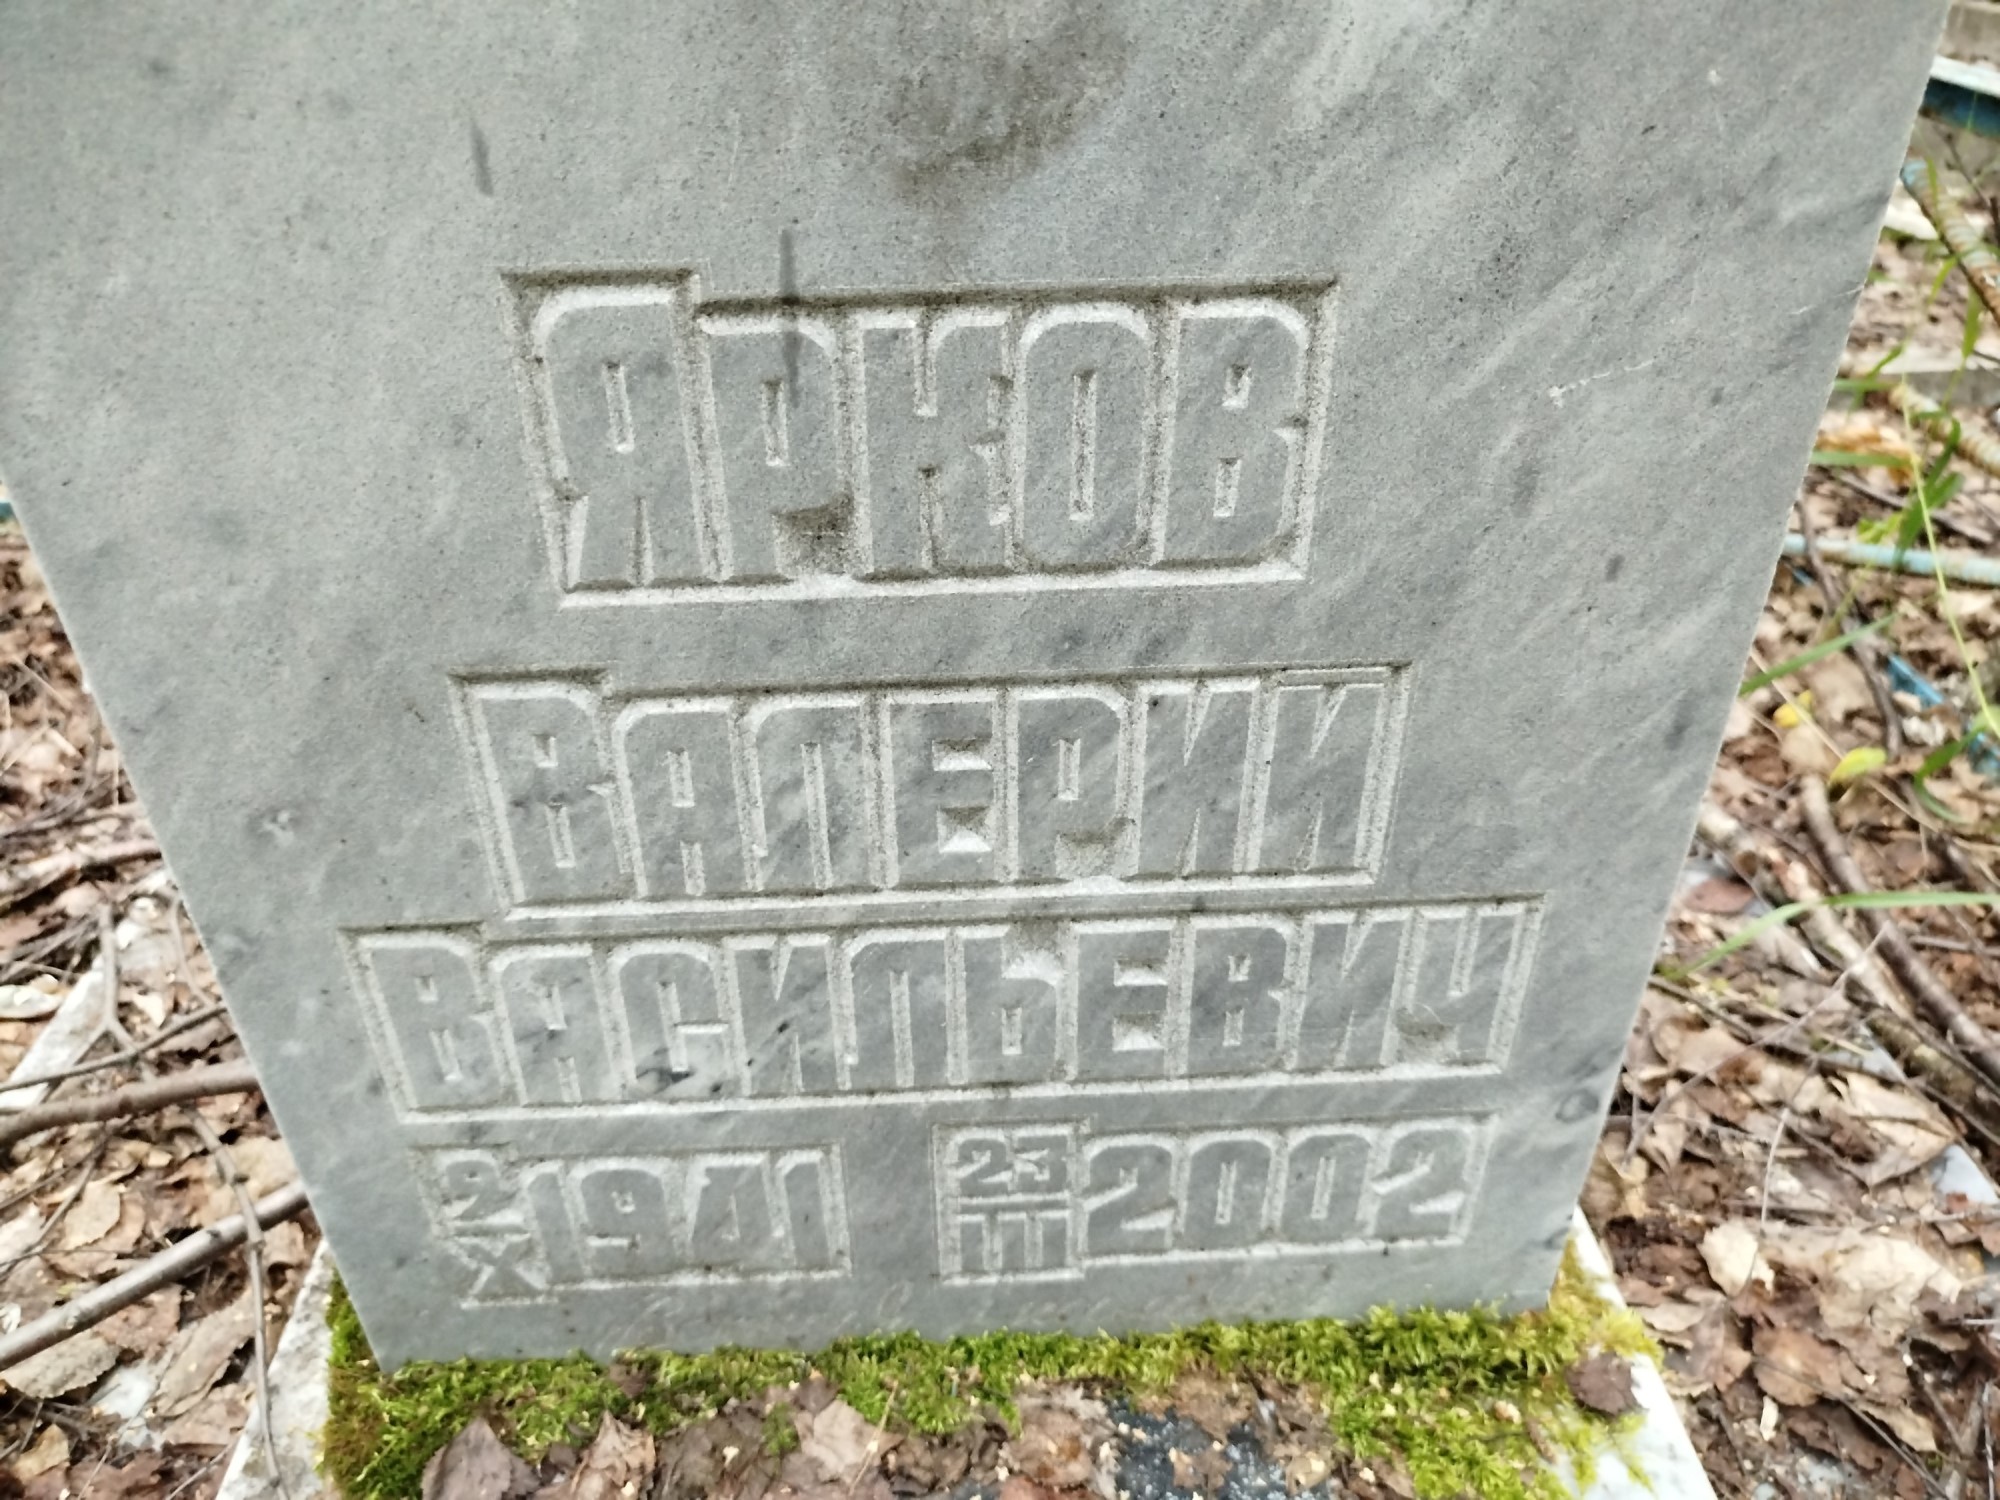 ЯРКОВ
ВАЛЕРИЙ
ВАСИЛЬЕВИЧ
9/X 1941 23/III 2002